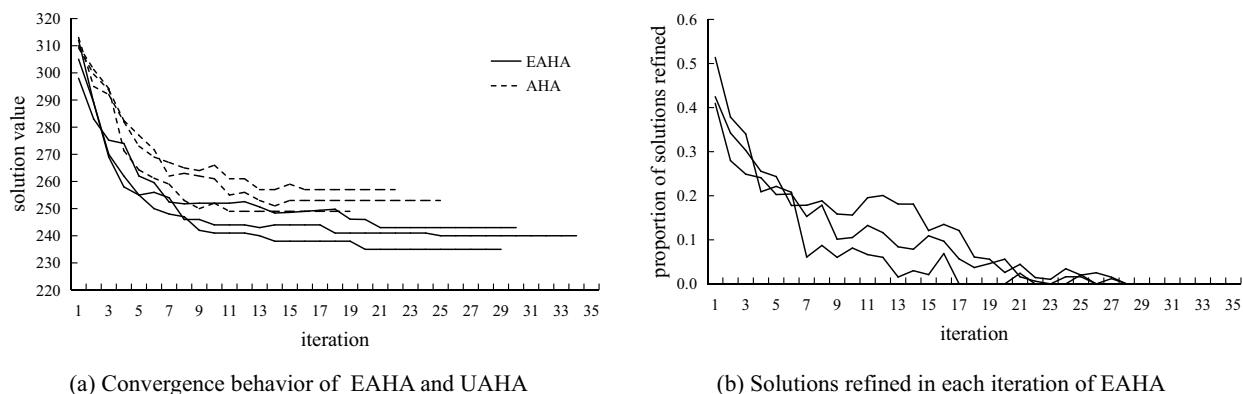 320
310
300
290
280
270
260
250
240
230
220
solution value
EAHA
AHA
1 3 5 7 9 11 13 15 17 19 21 23 25 27 29 31 33 35
iteration
(a) Convergence behavior of EAHA and UAHA
0.6
0.5
0.4
0.3
0.2
0.1
0.0
proportion of solutions refined
1 3 5 7 9 11 13 15 17 19 21 23 25 27 29 31 33 35
iteration
(b) Solutions refined in each iteration of EAHA